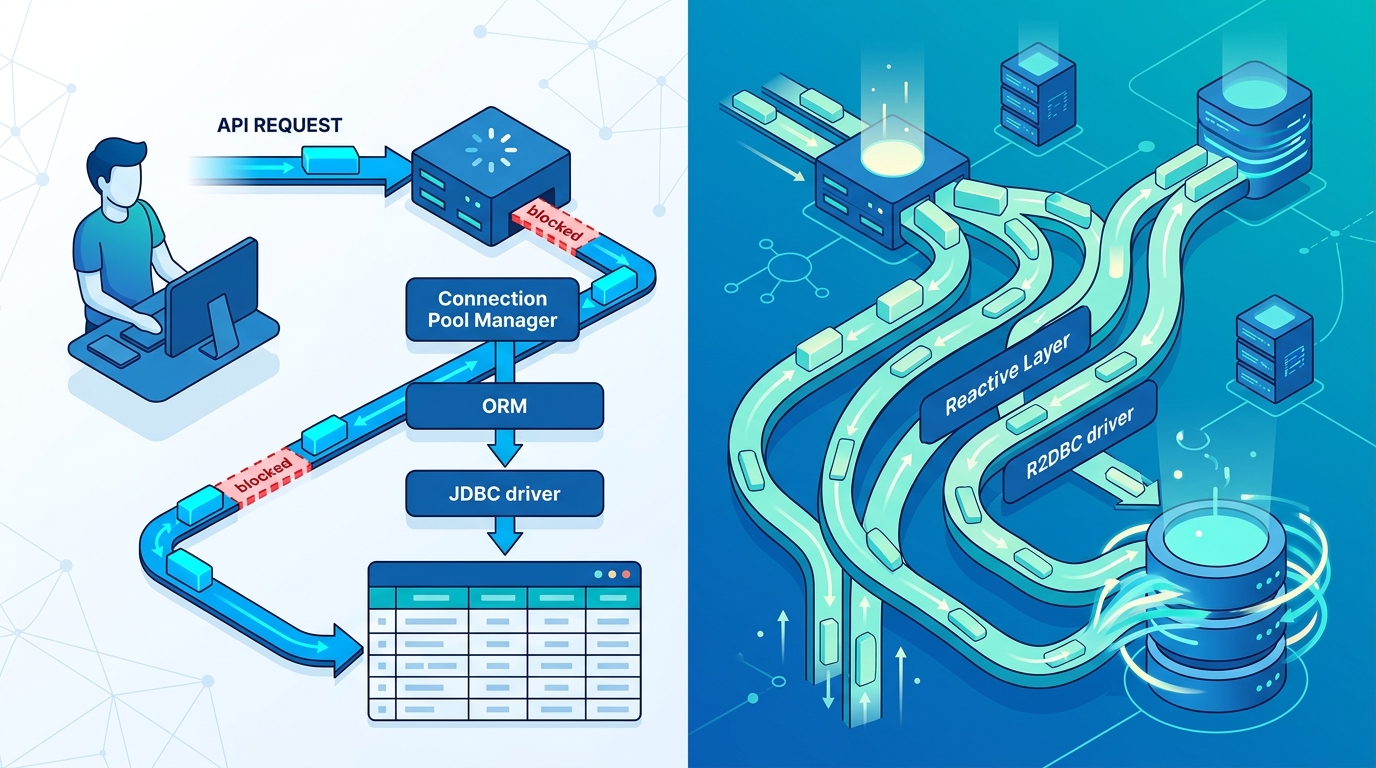 API REQUEST
blocked
Connection
Pool Manager
ORM
blocked
JDBC driver
Reactive Layer
R2DBC driver